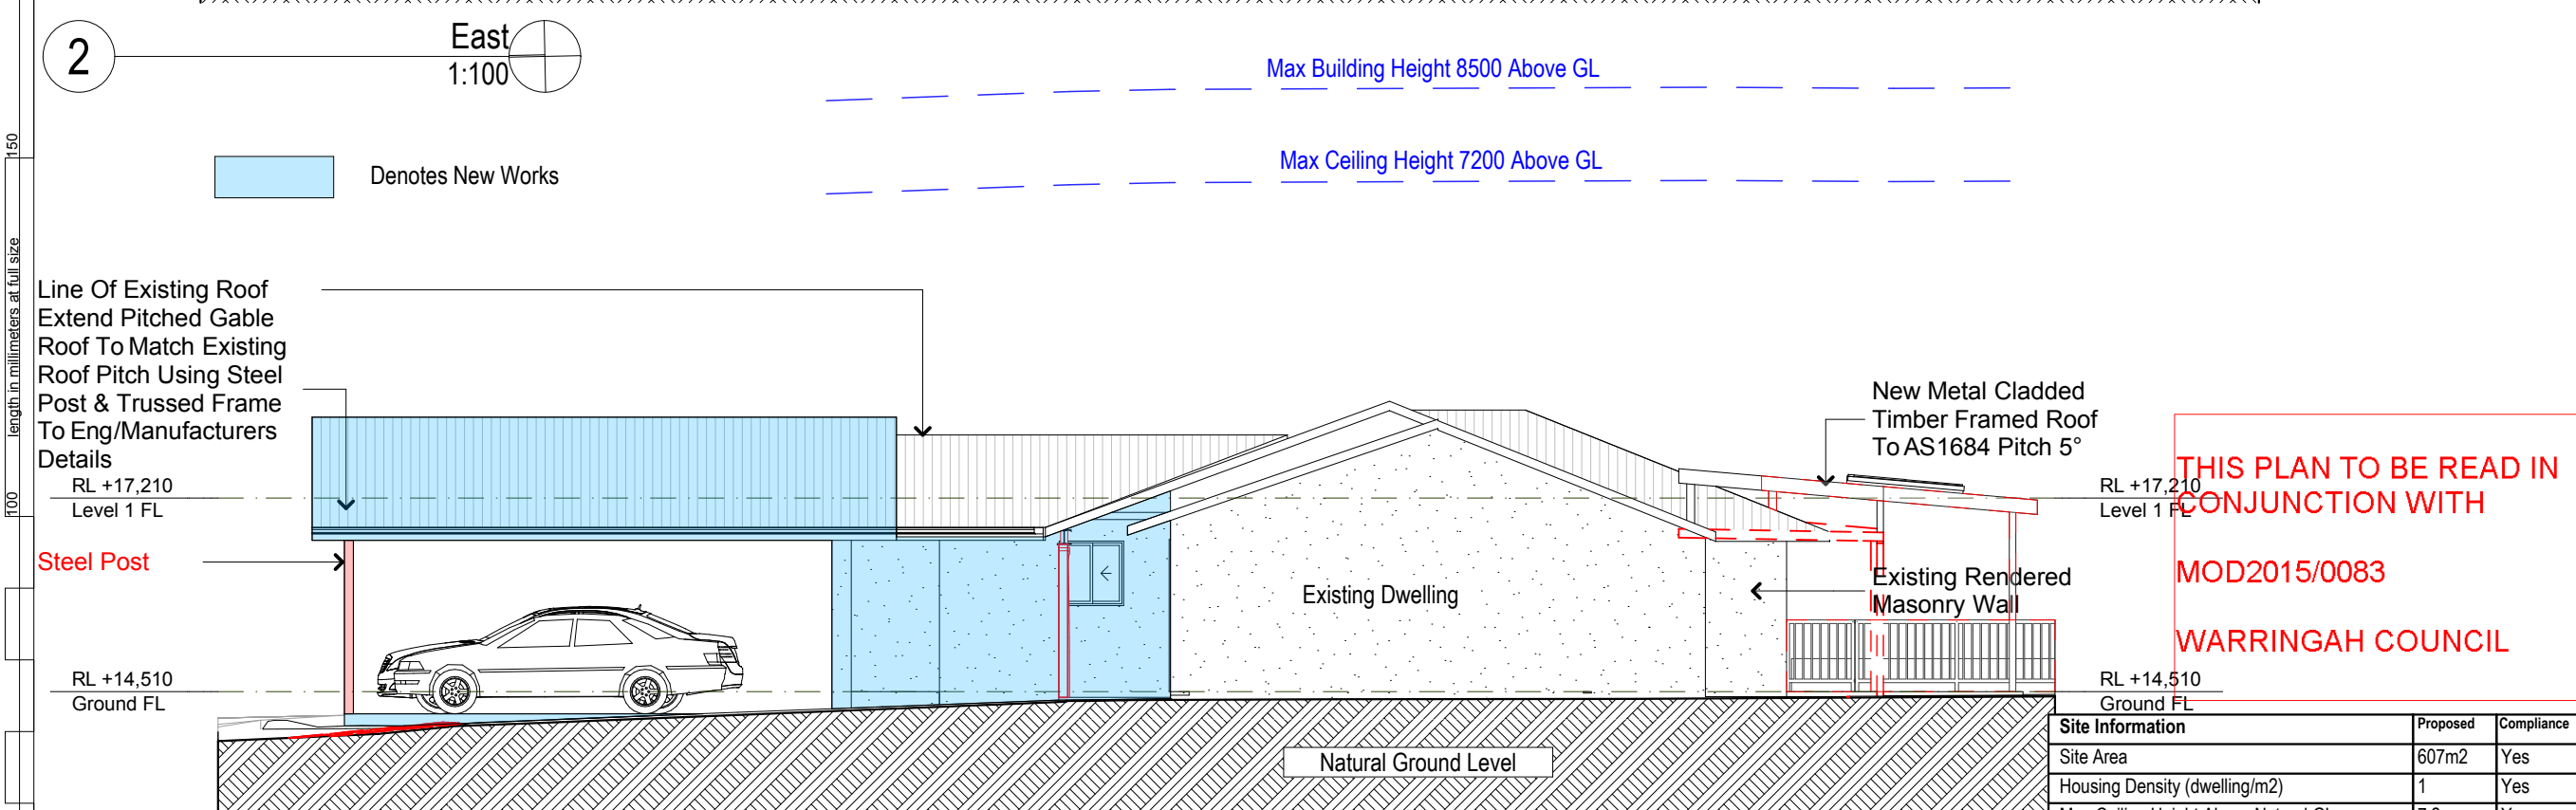 2
East
1:100
Max Building Height 8500 Above GL
Max Ceiling Height 7200 Above GL
Denotes New Works
150
length in millimeters at full size
100
Line Of Existing Roof
Extend Pitched Gable
Roof To Match Existing
Roof Pitch Using Steel
Post & Trussed Frame
To Eng/Manufacturers
Details
RL +17,210
Level 1 FL
Steel Post
RL +14,510
Ground FL
Existing Dwelling
Natural Ground Level
New Metal Cladded
Timber Framed Roof
To AS1684 Pitch 5°
Existing Rendered
Masonry Wall
RL +17,210
Level 1 FL
RL +14,510
Ground FL
THIS PLAN TO BE READ IN
CONJUNCTION WITH
MOD2015/0083
WARRINGAH COUNCIL
Site Information Proposed Compliance
Site Area 607m2 Yes
Housing Density (dwelling/m2) 1 Yes